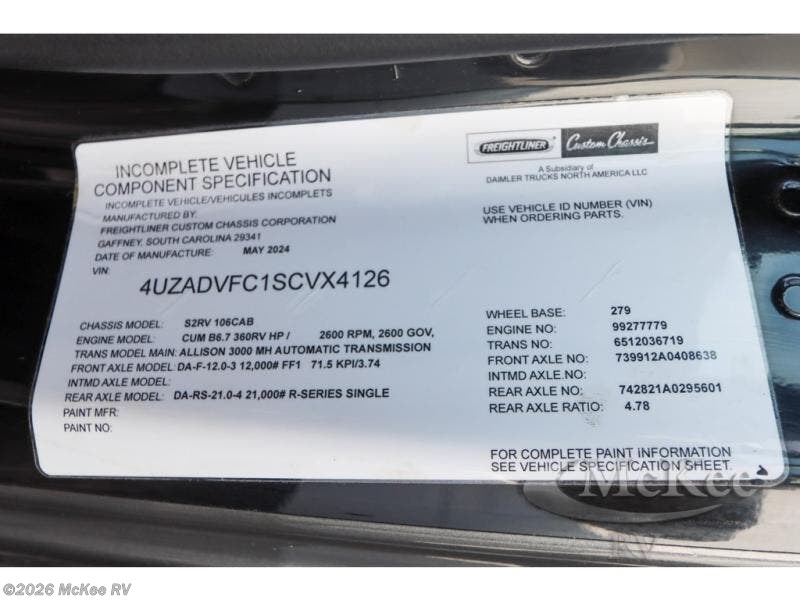 INCOMPLETE VEHICLE
COMPONENT SPECIFICATION
INCOMPLETE VEHICLE/VEHICULES INCOMPLETS
MANUFACTURED BY:
FREIGHTLINER CUSTOM CHASSIS CORPORATION
GAFFNEY, SOUTH CAROLINA 29341
DATE OF MANUFACTURE: MAY 2024
VIN:
4UZADVFC1SCVX4126
FREIGHTLINER Custom Chassis
A Subsidiary of
DAIMLER TRUCKS NORTH AMERICA LLC
USE VEHICLE ID NUMBER (VIN)
WHEN ORDERING PARTS.
CHASSIS MODEL: S2RV 106CAB
ENGINE MODEL: CUM B6.7 360RV HP / 2600 RPM, 2600 GOV,
TRANS MODEL MAIN: ALLISON 3000 MH AUTOMATIC TRANSMISSION
FRONT AXLE MODEL: DA-F-12.0-3 12,000# FF1 71.5 KPI/3.74
INTMD AXLE MODEL:
REAR AXLE MODEL: DA-RS-21.0-4 21,000# R-SERIES SINGLE
PAINT MFR:
PAINT NO:
WHEEL BASE: 279
ENGINE NO: 99277779
TRANS NO: 6512036719
FRONT AXLE NO: 739912A0408638
INTMD AXLE NO:
REAR AXLE NO: 742821A0295601
REAR AXLE RATIO: 4.78
FOR COMPLETE PAINT INFORMATION
SEE VEHICLE SPECIFICATION SHEET.
McKee
RV
©2026 McKee RV